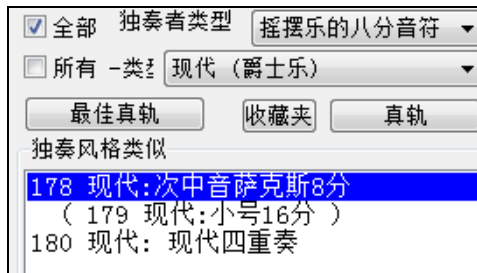 全部 独奏者类型 摇摆乐的八分音符
所有 -类型 现代（爵士乐）
最佳真轨 收藏夹 真轨
独奏风格类似
178 现代:次中音萨克斯8分
（ 179 现代:小号16分 ）
180 现代: 现代四重奏